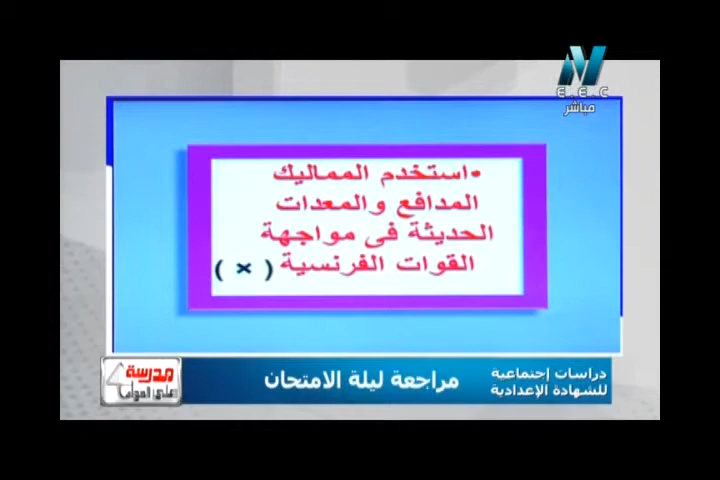 E.E.C
مباشر
•استخدم المماليك
المدافع والمعدات
الحديثة فى مواجهة
القوات الفرنسية ( × )
دراسات إجتماعية
للشهادة الإعدادية
مراجعة ليلة الامتحان
مدرسة
على الهواء